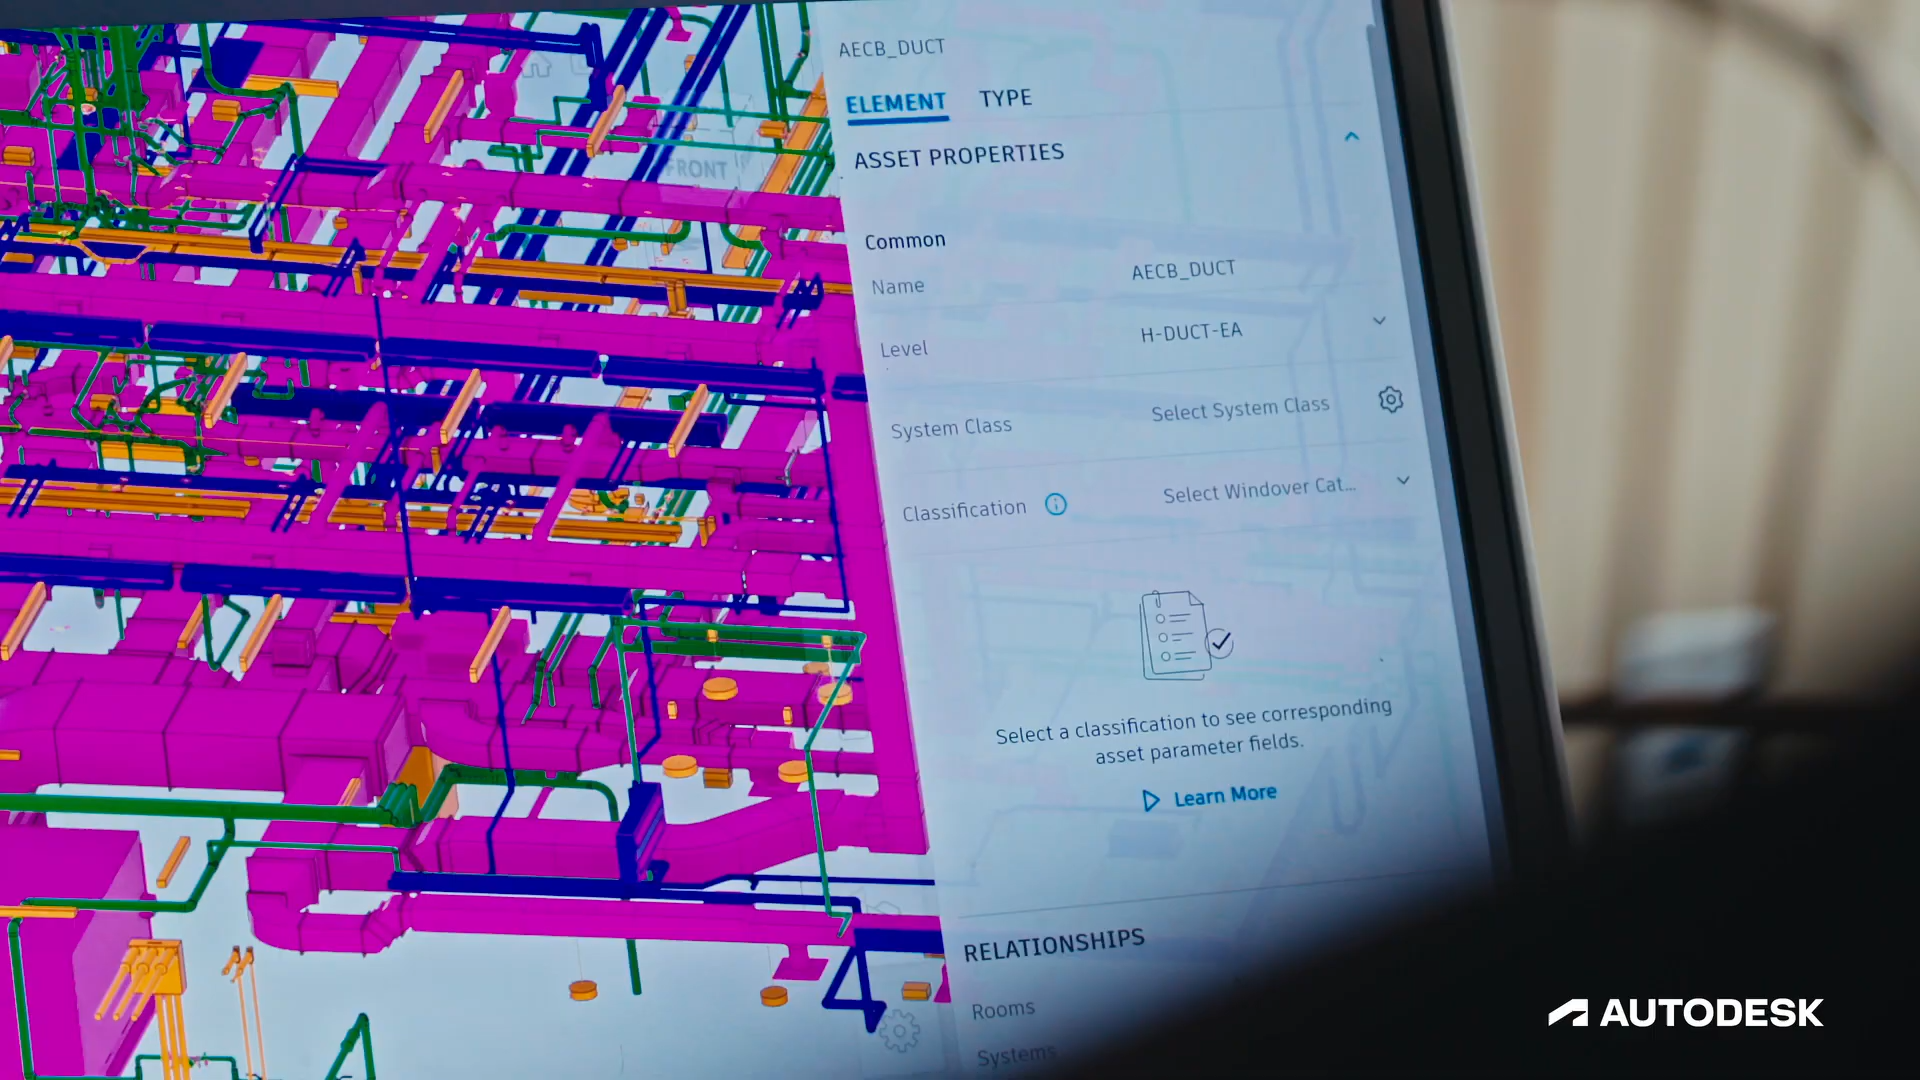 AECB_DUCT
ELEMENT TYPE
ASSET PROPERTIES
FRONT
Common
Name AECB_DUCT
Level H-DUCT-EA
System Class Select System Class
Classification Select Windover Cat...
Select a classification to see corresponding
asset parameter fields.
Learn More
RELATIONSHIPS
Rooms
Systems
4
AUTODESK